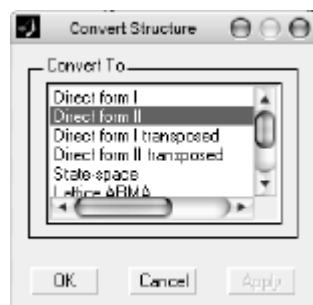 Convert Structure
Convert To
Direct form I
Direct form II
Direct form I transposed
Direct form II transposed
State-space
Lattice ARMA
OK
Cancel
Apply